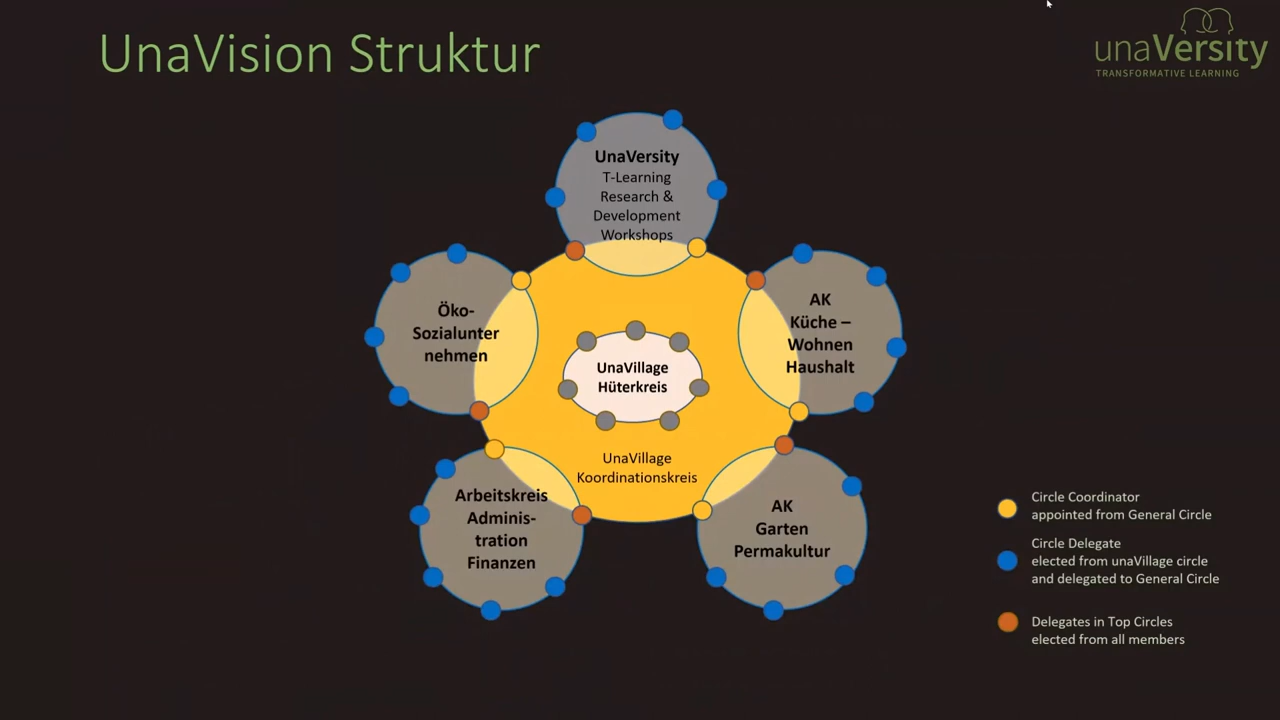 UnaVision Struktur
unaVersity
TRANSFORMATIVE LEARNING
UnaVersity
T-Learning
Research &
Development
Workshops
Öko-
Sozialunter
nehmen
AK
Küche –
Wohnen
Haushalt
UnaVillage
Hüterkreis
UnaVillage
Koordinationskreis
Arbeitskreis
Adminis-
tration
Finanzen
AK
Garten
Permakultur
Circle Coordinator
appointed from General Circle
Circle Delegate
elected from unaVillage circle
and delegated to General Circle
Delegates in Top Circles
elected from all members